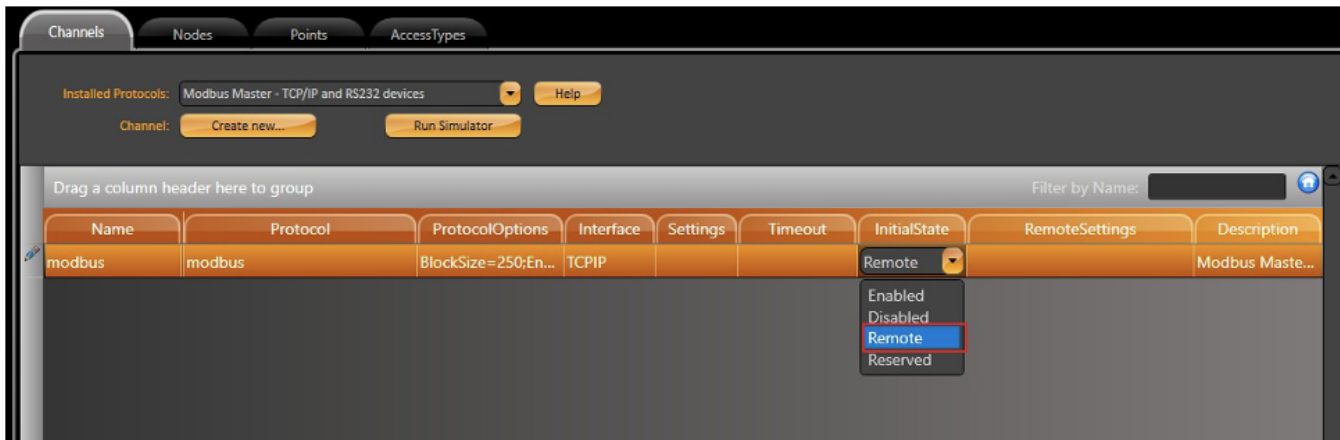 Channels Nodes Points AccessTypes
Installed Protocols: Modbus Master - TCP/IP and RS232 devices Help
Channel: Create new... Run Simulator
Drag a column header here to group Filter by Name:
Name Protocol ProtocolOptions Interface Settings Timeout InitialState RemoteSettings Description
modbus modbus BlockSize=250;En... TCPIP Remote Modbus Maste...
Enabled
Disabled
Remote
Reserved